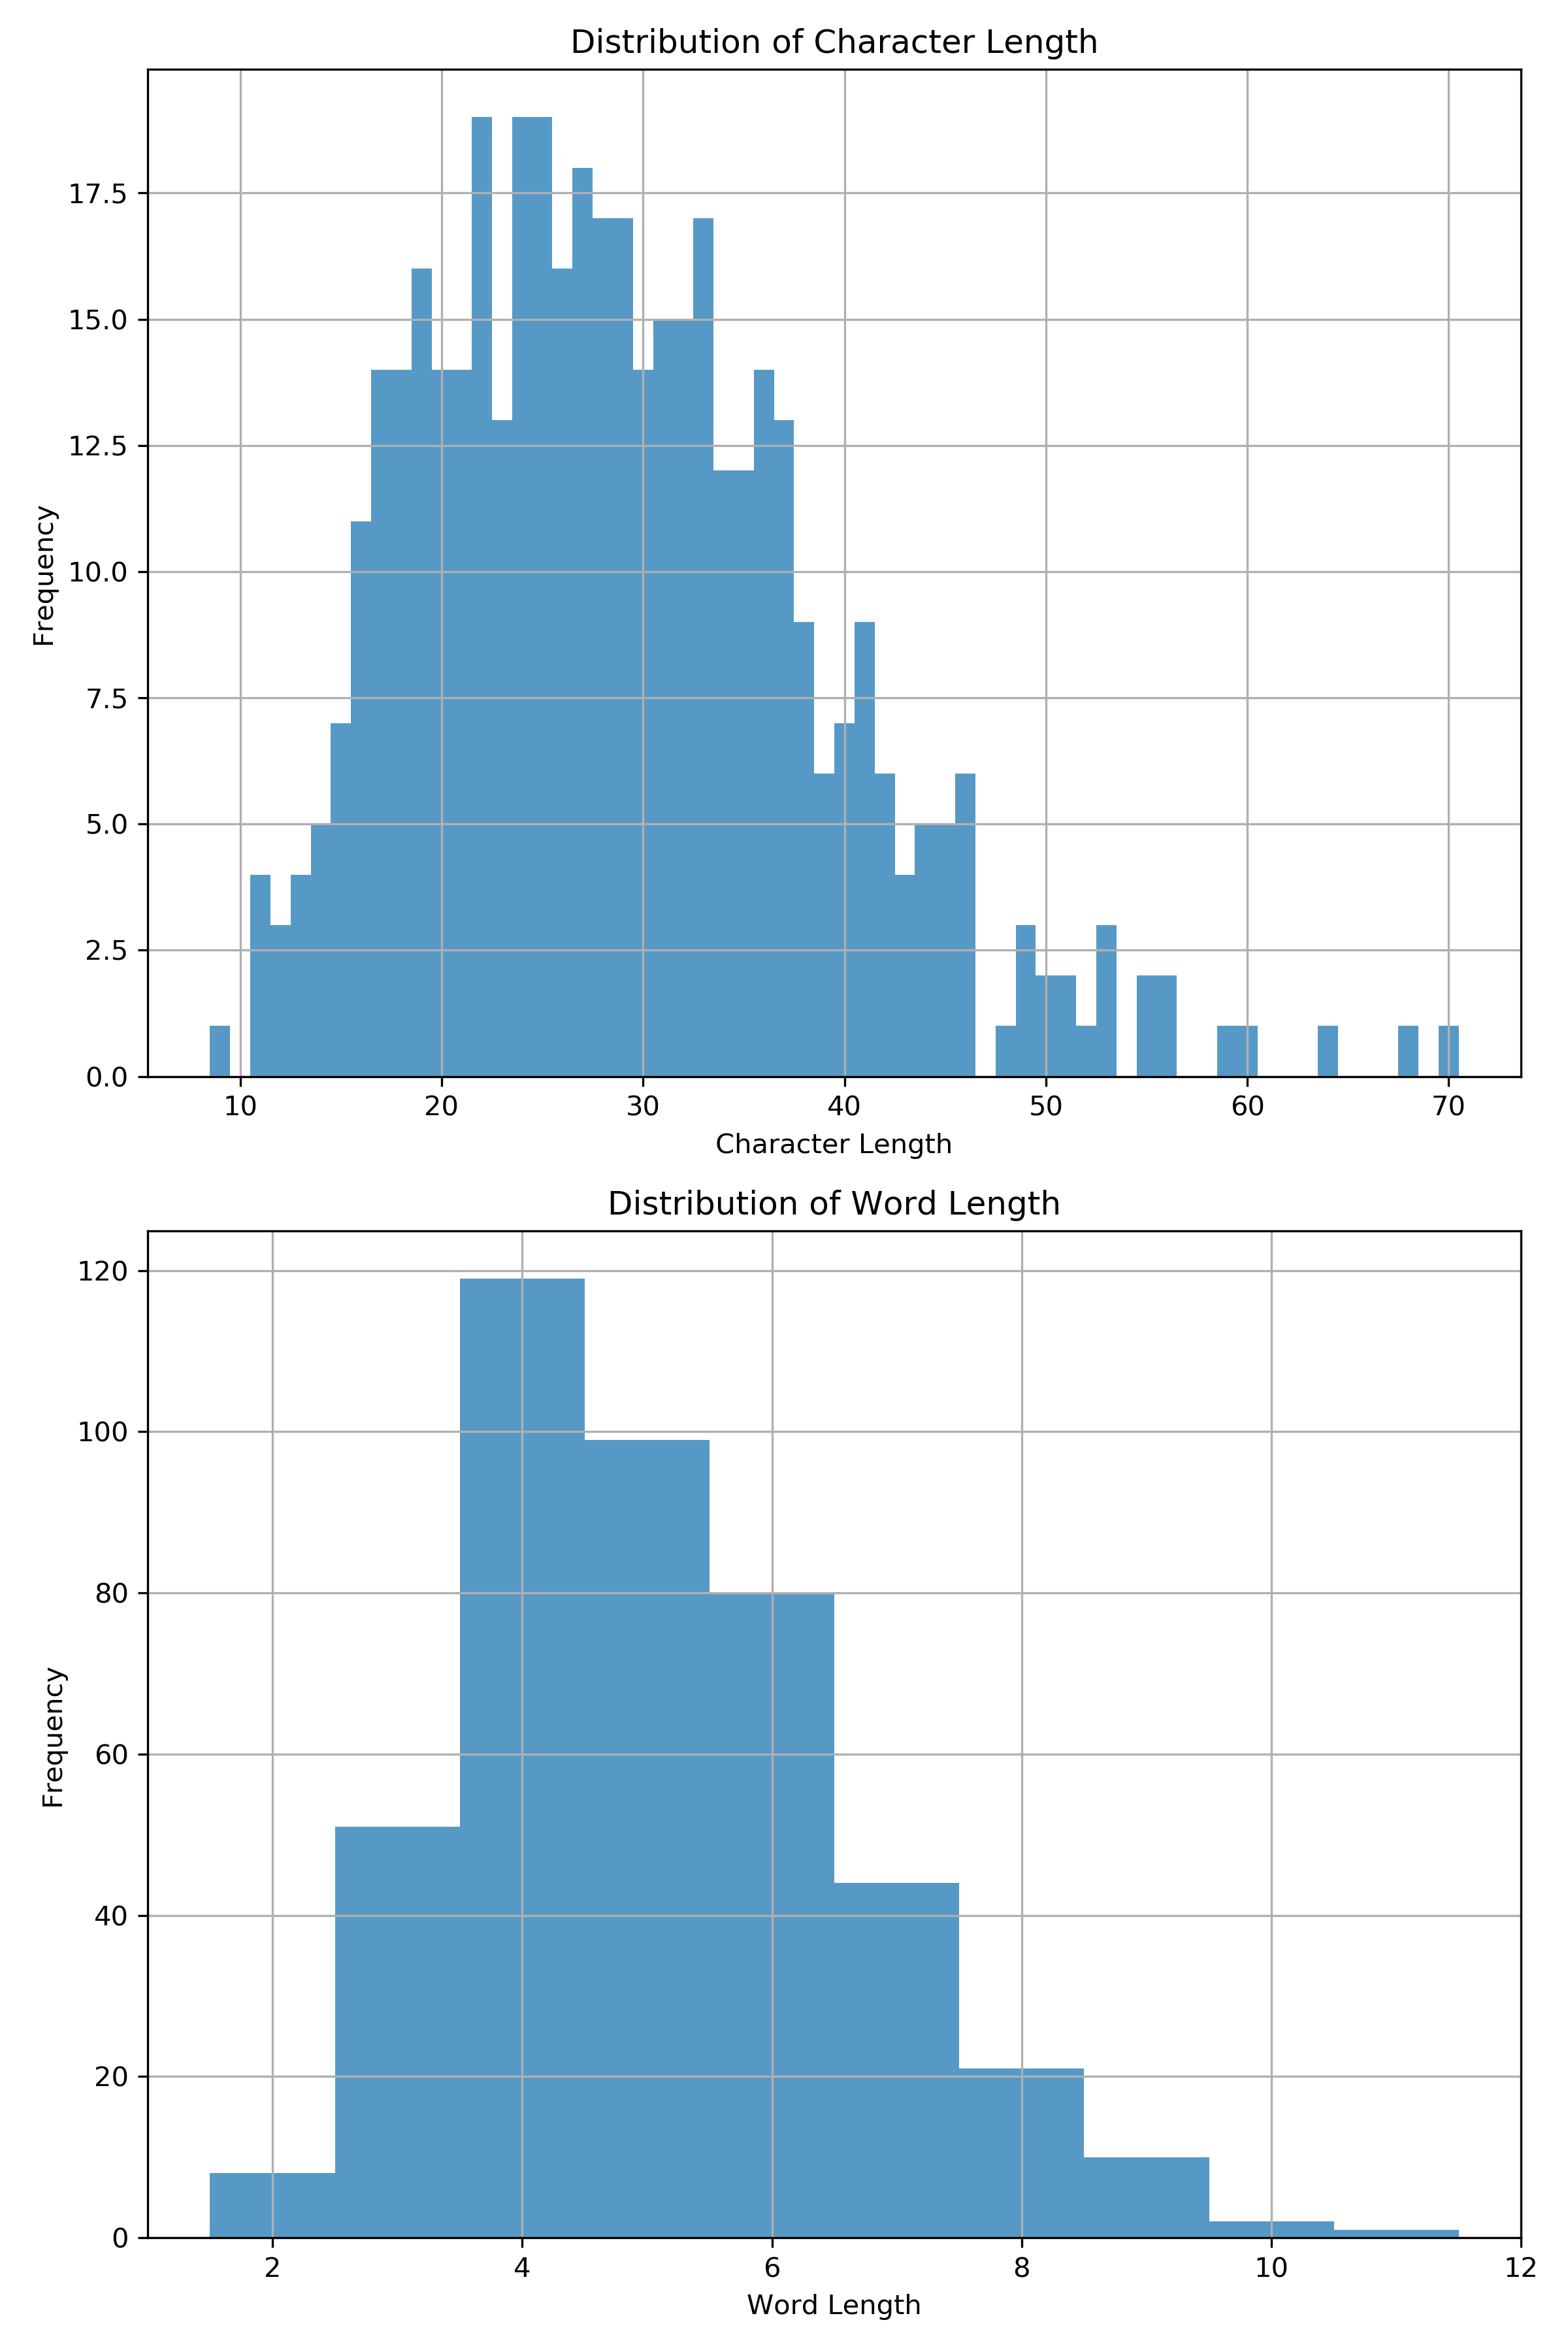 Distribution of Character Length
17.5
15.0
12.5
10.0
7.5
5.0
2.5
0.0
Frequency
10 20 30 40 50 60 70
Character Length
Distribution of Word Length
120
100
80
60
40
20
0
Frequency
2 4 6 8 10 12
Word Length